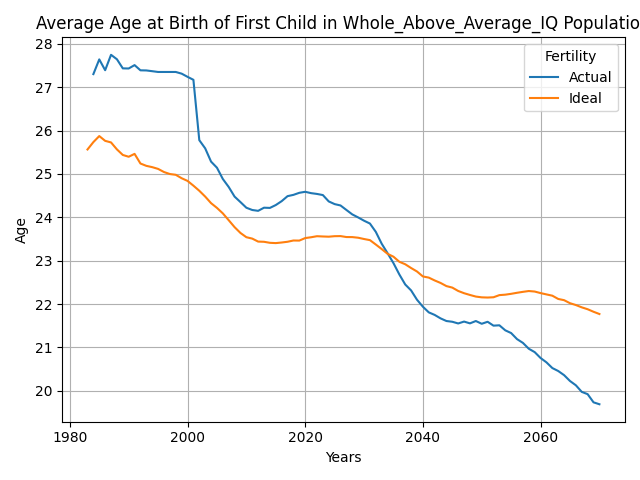 Average Age at Birth of First Child in Whole_Above_Average_IQ Populatio
Fertility
Actual
Ideal
28
27
26
25
24
23
22
21
20
Age
1980
2000
2020
2040
2060
Years